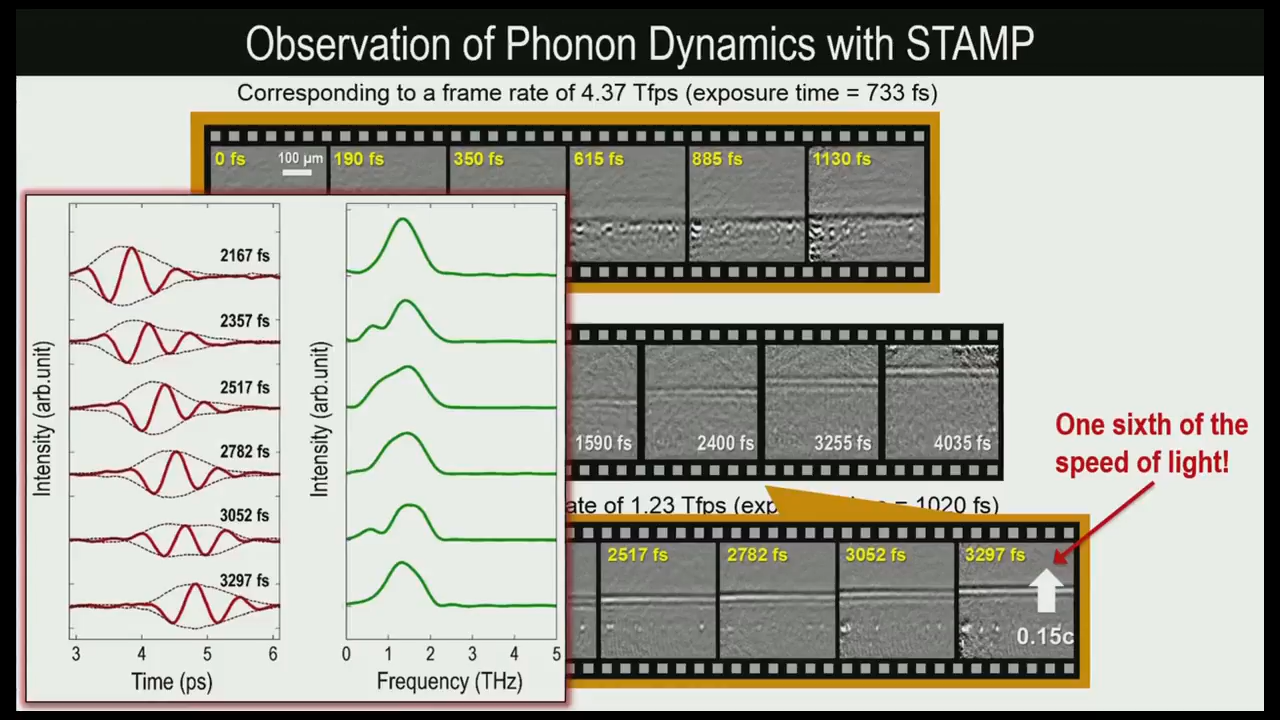 Observation of Phonon Dynamics with STAMP
Corresponding to a frame rate of 4.37 Tfps (exposure time = 733 fs)
0 fs
100 µm
190 fs
350 fs
615 fs
885 fs
1130 fs
1590 fs
2400 fs
3255 fs
4035 fs
One sixth of the
speed of light!
ate of 1.23 Tfps (exp
= 1020 fs)
2517 fs
2782 fs
3052 fs
3297 fs
0.15c
Intensity (arb.unit)
2167 fs
2357 fs
2517 fs
2782 fs
3052 fs
3297 fs
3 4 5 6
Time (ps)
Intensity (arb.unit)
0 1 2 3 4 5
Frequency (THz)